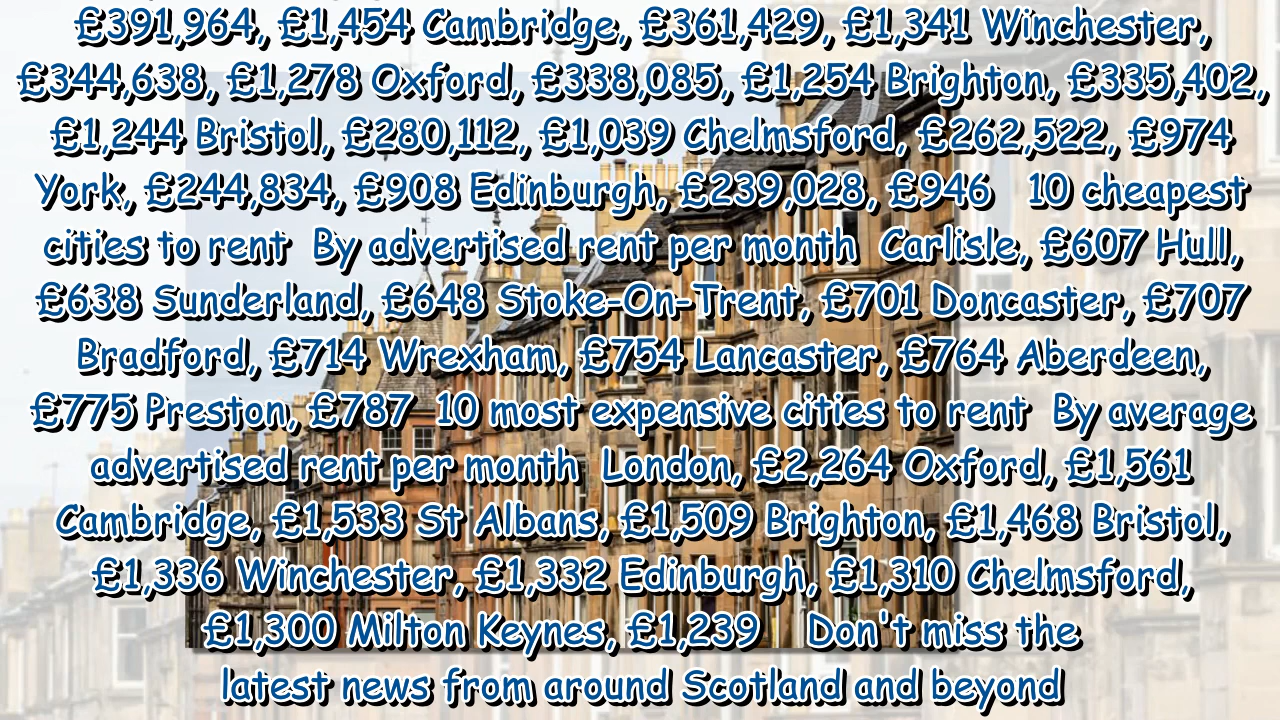 £391,964, £1,454 Cambridge, £361,429, £1,341 Winchester,
£344,638, £1,278 Oxford, £338,085, £1,254 Brighton, £335,402,
£1,244 Bristol, £280,112, £1,039 Chelmsford, £262,522, £974
York, £244,834, £908 Edinburgh, £239,028, £946 10 cheapest
cities to rent By advertised rent per month Carlisle, £607 Hull,
£638 Sunderland, £648 Stoke-On-Trent, £701 Doncaster, £707
Bradford, £714 Wrexham, £754 Lancaster, £764 Aberdeen,
£775 Preston, £787 10 most expensive cities to rent By average
advertised rent per month London, £2,264 Oxford, £1,561
Cambridge, £1,533 St Albans, £1,509 Brighton, £1,468 Bristol,
£1,336 Winchester, £1,332 Edinburgh, £1,310 Chelmsford,
£1,300 Milton Keynes, £1,239 Don't miss the
latest news from around Scotland and beyond